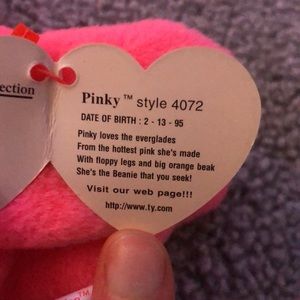 ection
Pinky™ style 4072
DATE OF BIRTH : 2 - 13 - 95
Pinky loves the everglades
From the hottest pink she's made
With floppy legs and big orange beak
She's the Beanie that you seek!
Visit our web page!!!
http://www.ty.com